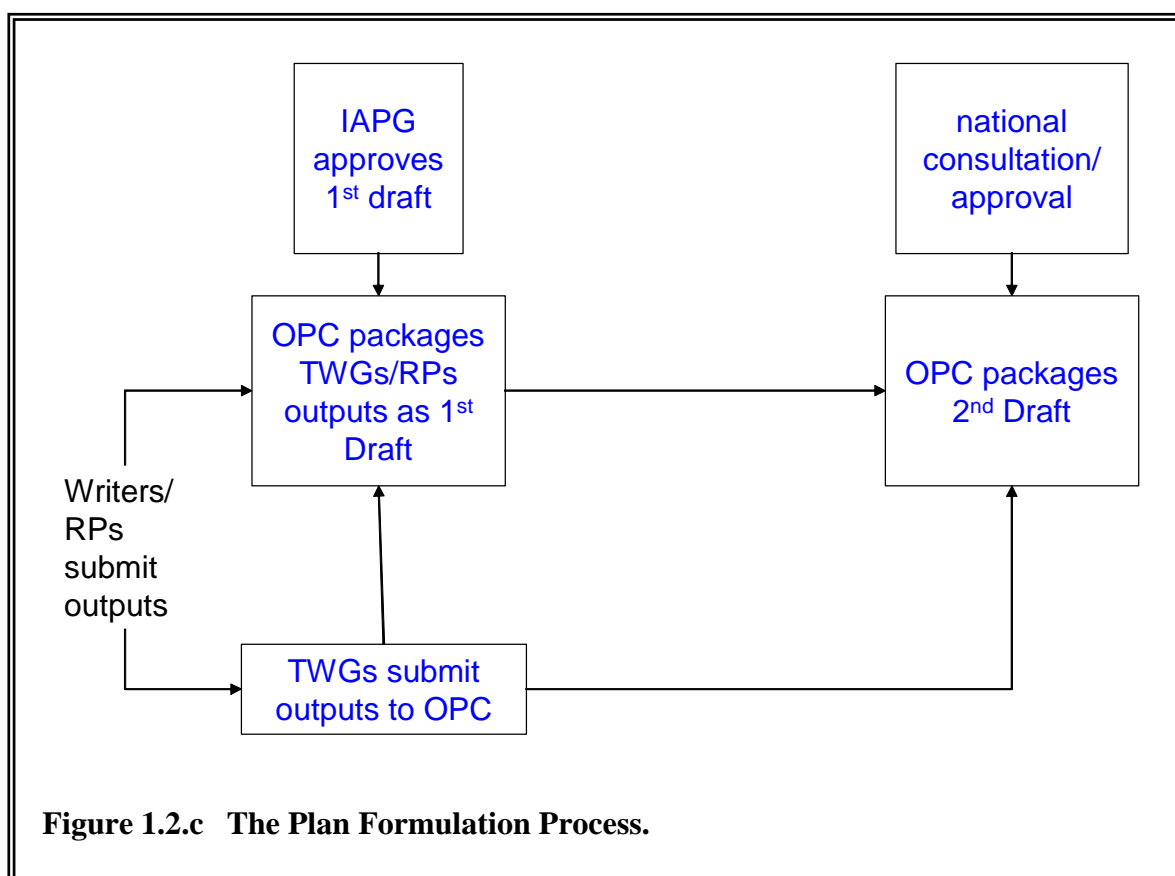 IAPG
approves
1st draft
national
consultation/
approval
OPC packages
TWGs/RPs
outputs as 1st
Draft
OPC packages
2nd Draft
Writers/
RPs
submit
outputs
TWGs submit
outputs to OPC
Figure 1.2.c   The Plan Formulation Process.